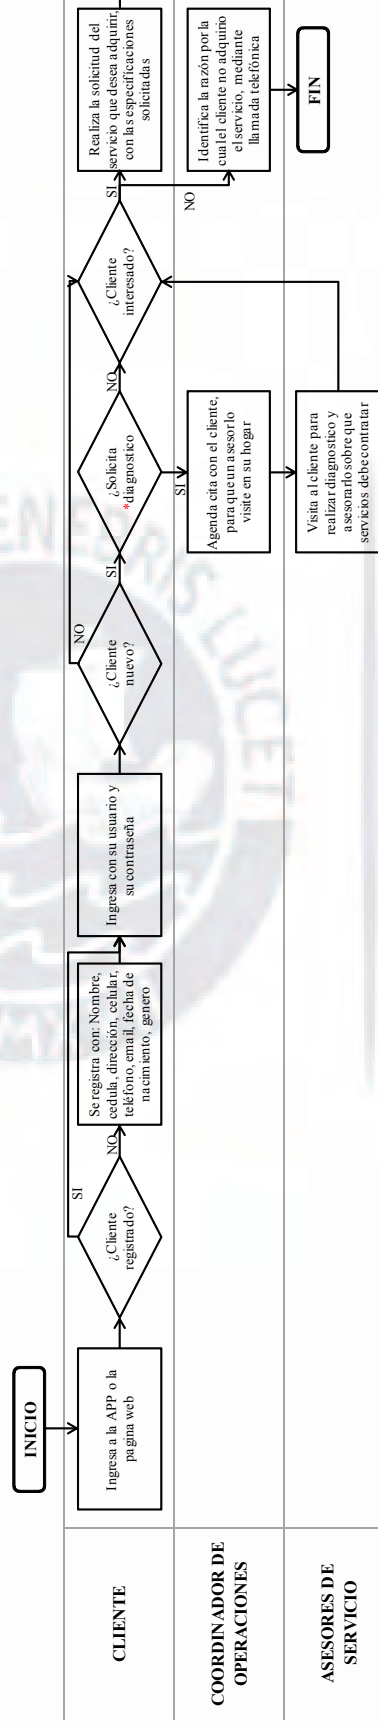 INICIO
CLIENTE
Ingresa a la APP o la
pagina web
¿Cliente
registrado?
SI
NO
Se registra con: Nombre,
cedula, dirección, celular,
teléfono, email, fecha de
nacimiento, genero
Ingresa con su usuario y
su contraseña
¿Cliente
nuevo?
NO
SI
¿Solicita
*diagnostico
NO
SI
¿Cliente
interesado?
SI
NO
Realiza la solicitud del
servicio que desea adquirir,
con las especificaciones
solicitadas
COORDINADOR DE
OPERACIONES
Agenda cita con el cliente,
para que un asesor lo
visite en su hogar
Identifica la razón por la
cual el cliente no adquirio
el servicio, mediante
llamada telefónica
ASESORES DE
SERVICIO
Visita al cliente para
realizar diagnostico y
asesorarlo sobre que
servicios debe contratar
FIN